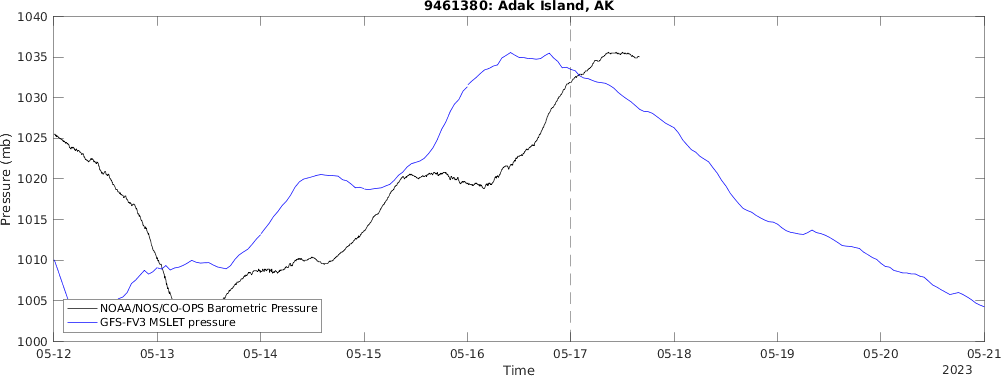 9461380: Adak Island, AK
1040
1035
1030
1025
1020
1015
1010
1005
1000
Pressure (mb)
NOAA/NOS/CO-OPS Barometric Pressure
GFS-FV3 MSLET pressure
05-12 05-13 05-14 05-15 05-16 05-17 05-18 05-19 05-20 05-21
Time
2023